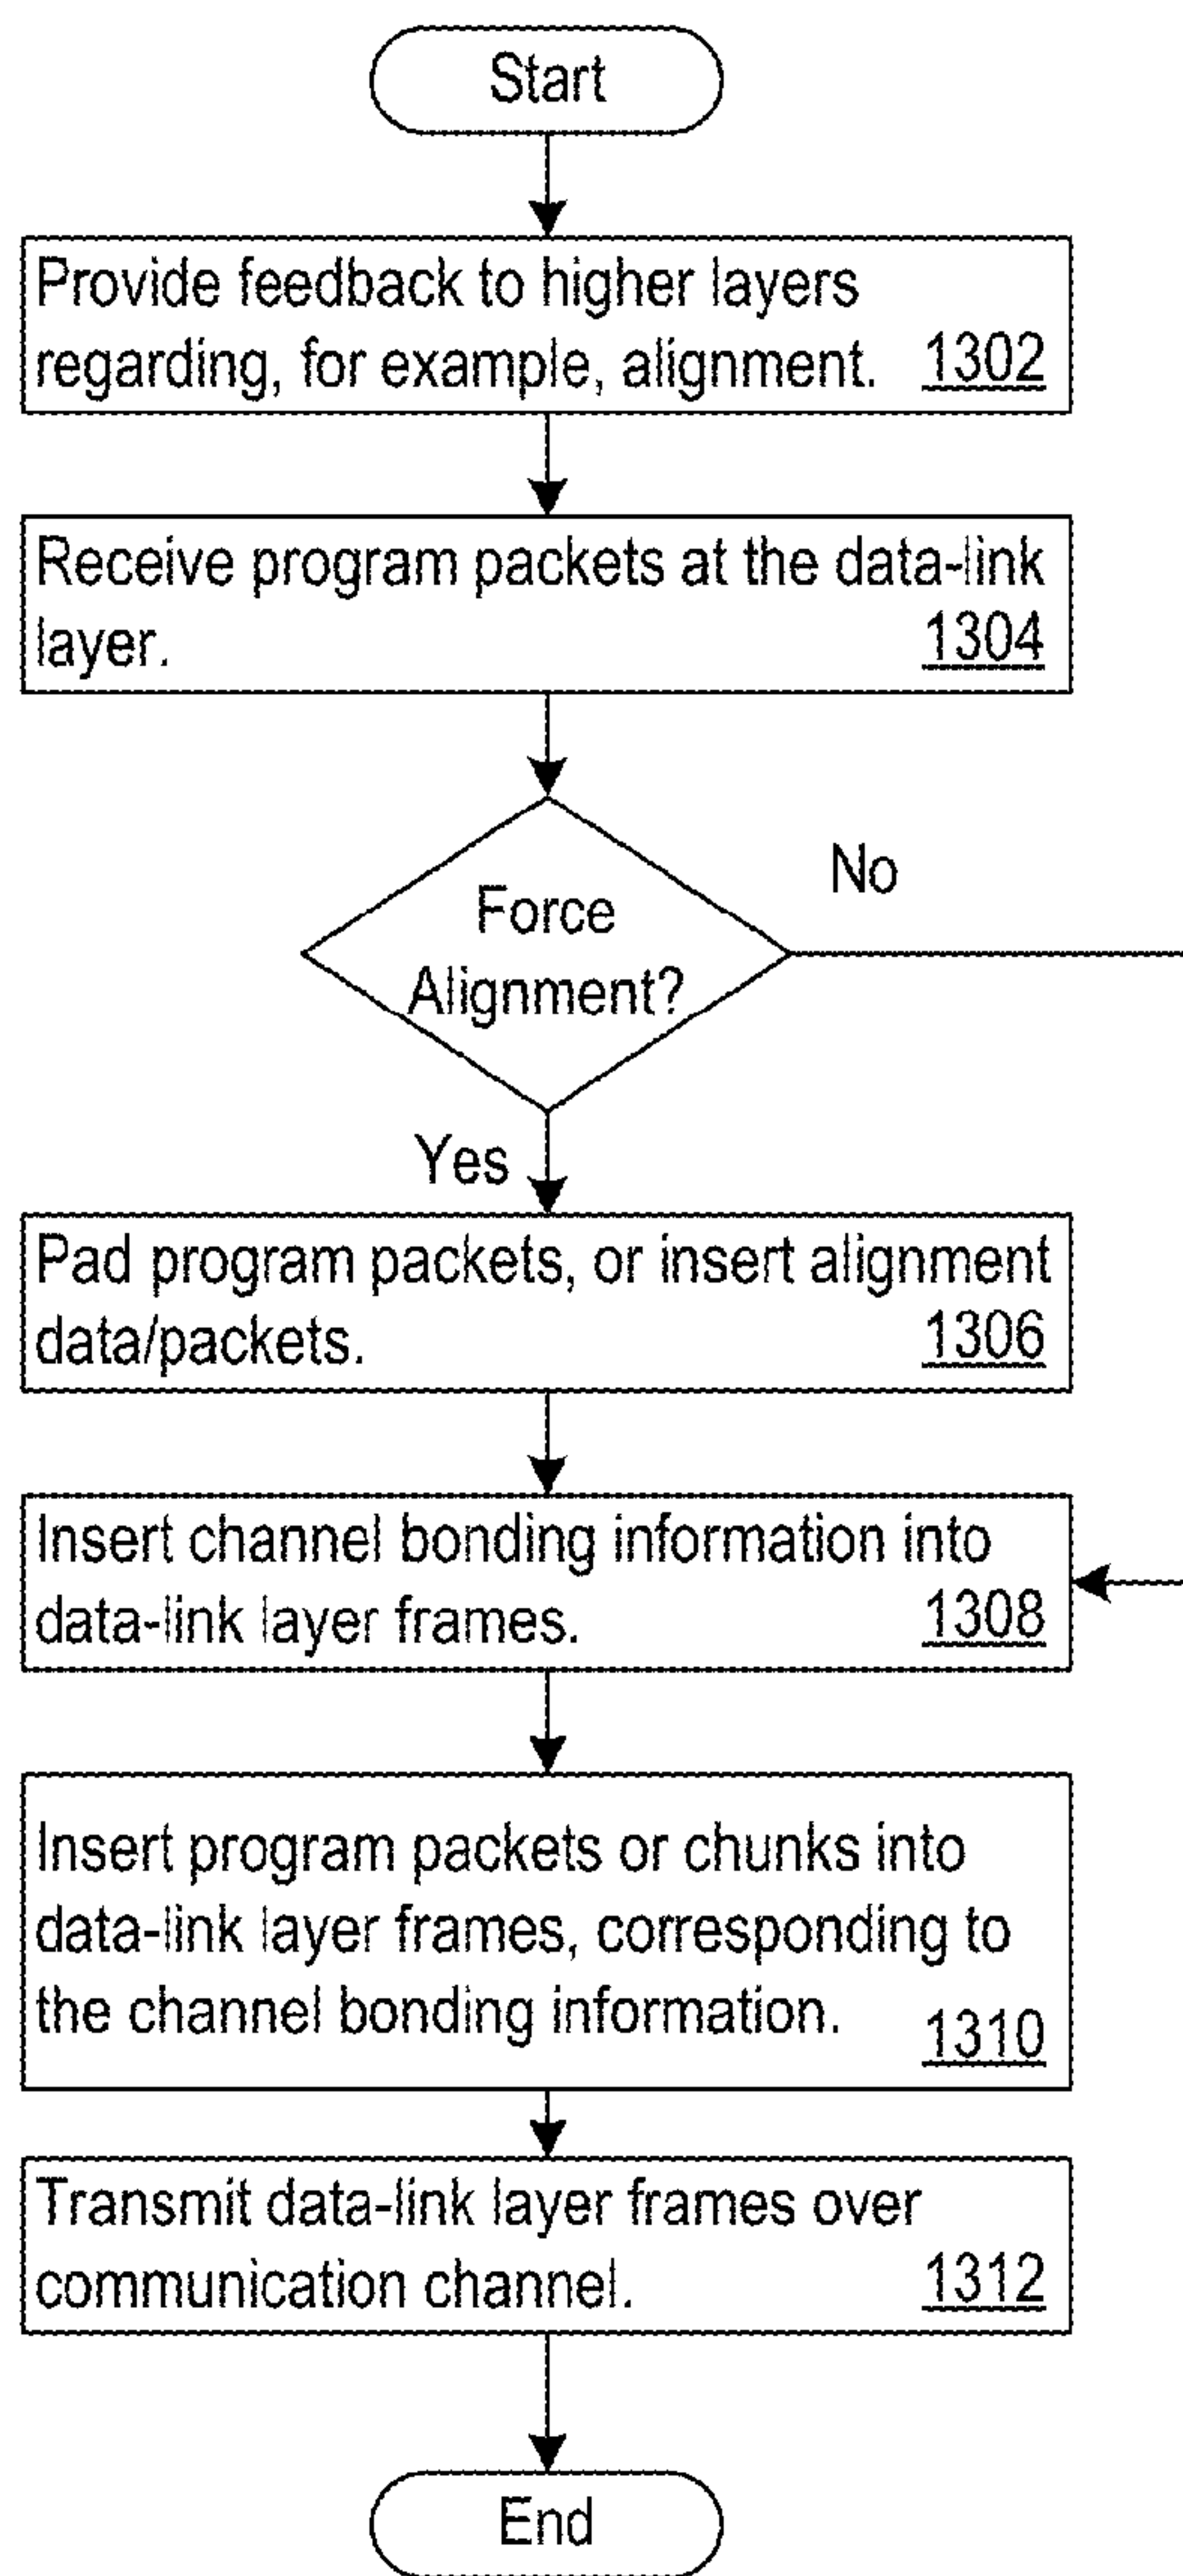 Start
Provide feedback to higher layers
regarding, for example, alignment. 1302
Receive program packets at the data-link
layer. 1304
Force
Alignment?
No
Yes
Pad program packets, or insert alignment
data/packets. 1306
Insert channel bonding information into
data-link layer frames. 1308
Insert program packets or chunks into
data-link layer frames, corresponding to
the channel bonding information. 1310
Transmit data-link layer frames over
communication channel. 1312
End